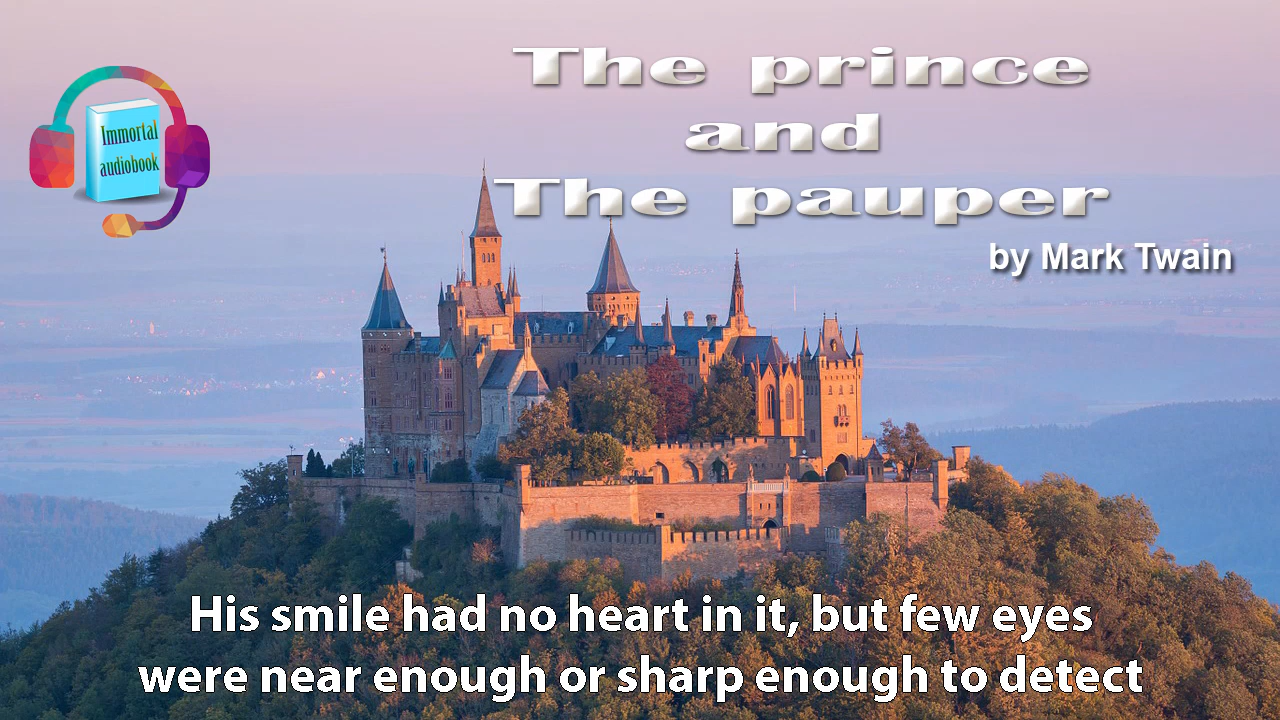 Immortal
audiobook
The prince
and
The pauper
by Mark Twain
His smile had no heart in it, but few eyes
were near enough or sharp enough to detect